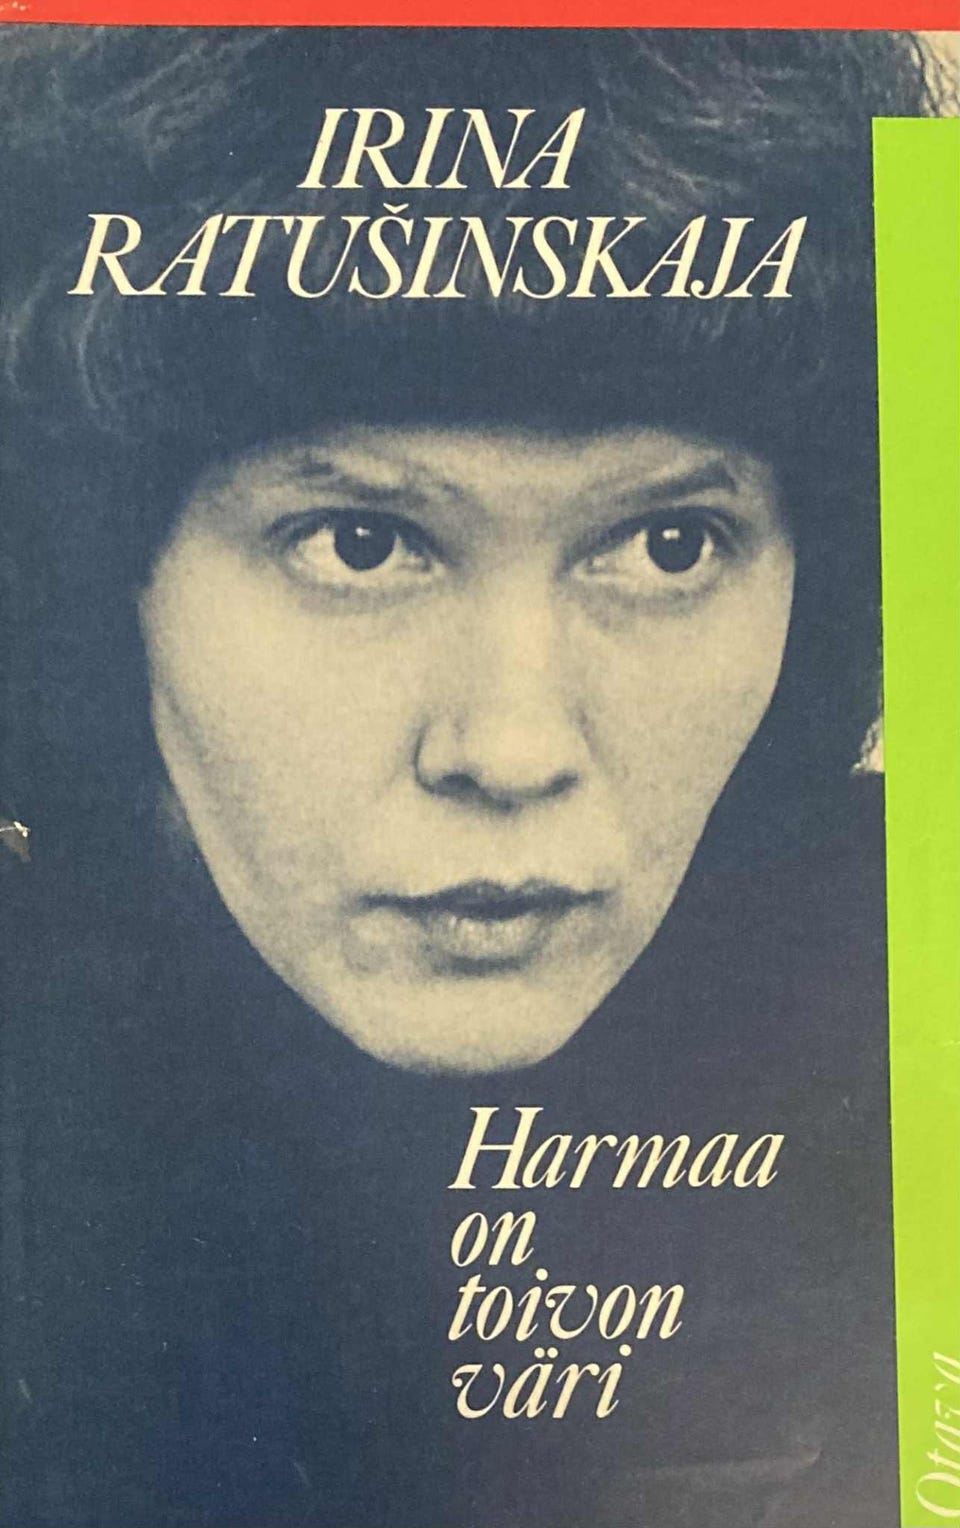 IRINA
RATUŠINSKAJA
Harmaa
on
toivon
väri
Otava